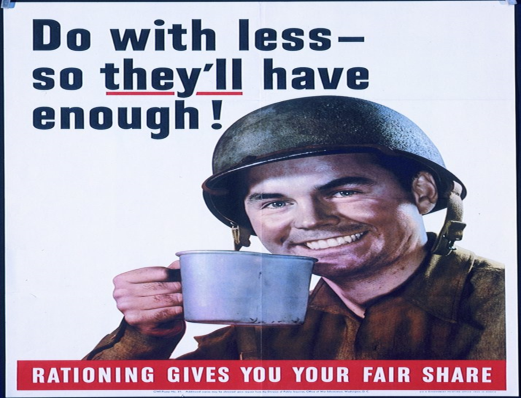 Do with less–
so they'll have
enough!
RATIONING GIVES YOU YOUR FAIR SHARE